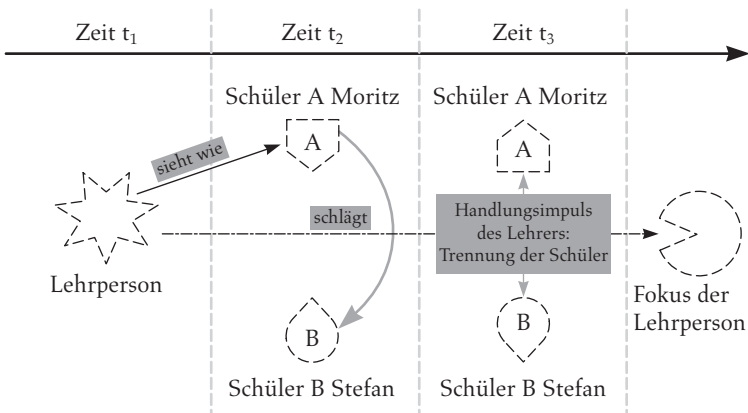 Zeit t₁
Zeit t₂
Zeit t₃
Schüler A Moritz
Schüler A Moritz
A
A
sieht wie
schlägt
Handlungsimpuls
des Lehrers:
Trennung der Schüler
Lehrperson
Fokus der
Lehrperson
B
B
Schüler B Stefan
Schüler B Stefan